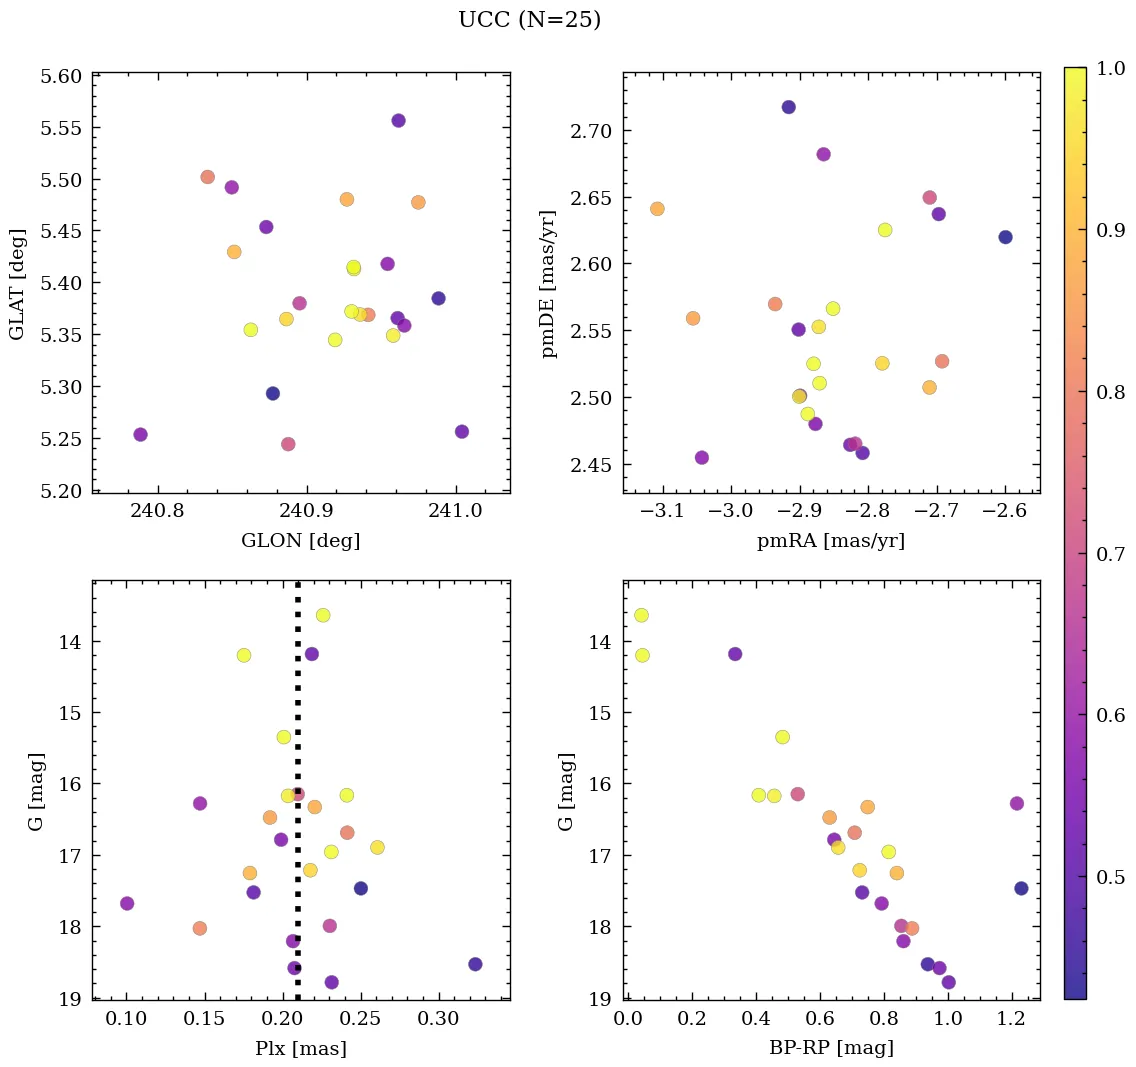 UCC (N=25)
5.60
5.55
5.50
5.45
5.40
5.35
5.30
5.25
5.20
GLAT [deg]
240.8 240.9 241.0
GLON [deg]
2.70
2.65
2.60
2.55
2.50
2.45
pmDE [mas/yr]
−3.1 −3.0 −2.9 −2.8 −2.7 −2.6
pmRA [mas/yr]
1.0
0.9
0.8
0.7
0.6
0.5
14
15
16
17
18
19
G [mag]
0.10 0.15 0.20 0.25 0.30
Plx [mas]
14
15
16
17
18
19
G [mag]
0.0 0.2 0.4 0.6 0.8 1.0 1.2
BP-RP [mag]